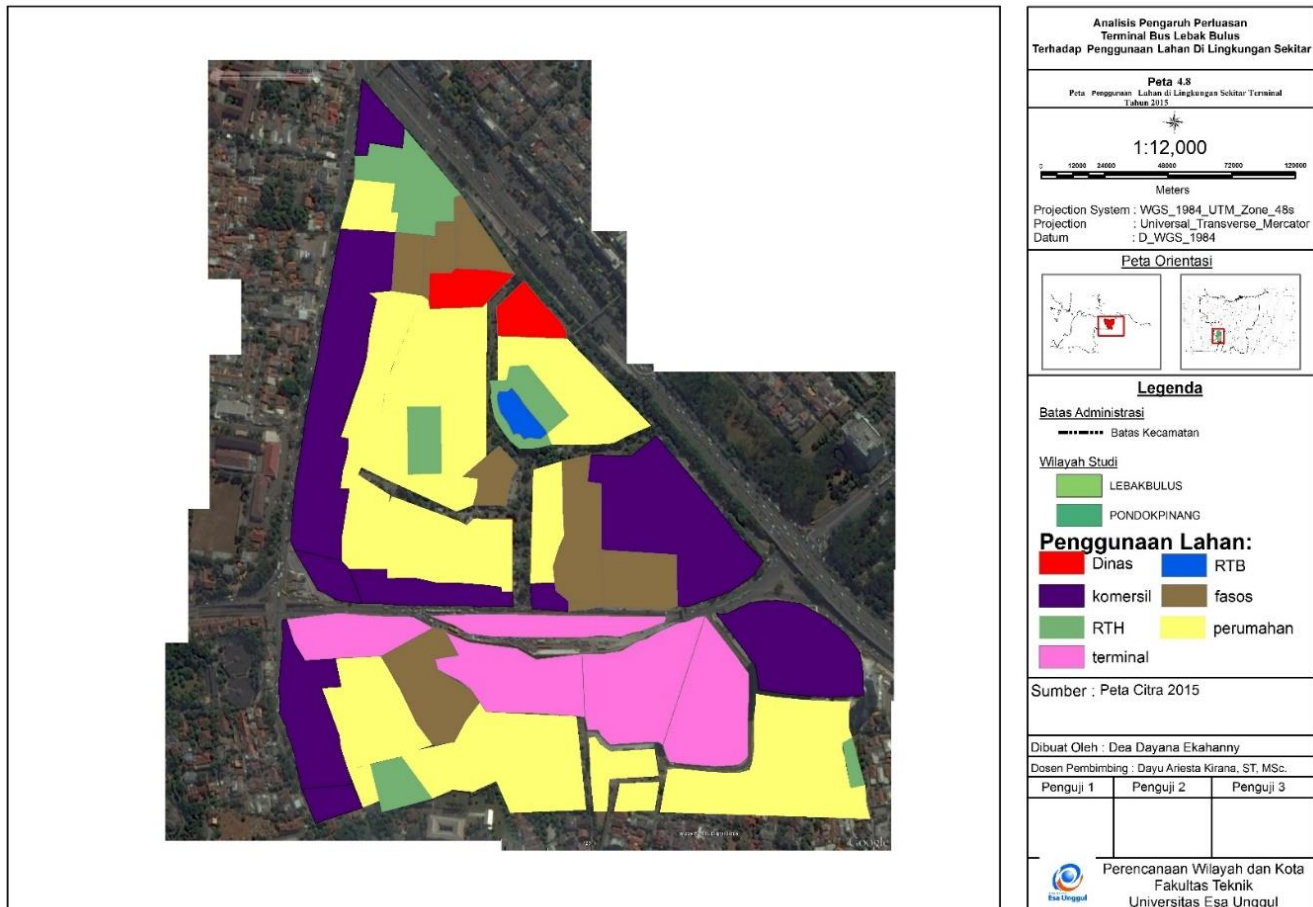 Analisis Pengaruh Perluasan
Terminal Bus Lebak Bulus
Terhadap Penggunaan Lahan Di Lingkungan Sekitar
Peta 4.8
Peta Penggunaan Lahan di Lingkungan Sekitar Terminal
Tahun 2015
1:12,000
0 12000 24000 48000 72000 120000
Meters
Projection System : WGS_1984_UTM_Zone_48s
Projection : Universal_Transverse_Mercator
Datum : D_WGS_1984
Peta Orientasi
Legenda
Batas Administrasi
Batas Kecamatan
Wilayah Studi
LEBAKBULUS
PONDOKPINANG
Penggunaan Lahan:
Dinas RTB
komersil fasos
RTH perumahan
terminal
Sumber : Peta Citra 2015
Dibuat Oleh : Dea Dayana Ekahanny
Dosen Pembimbing : Dayu Ariesta Kirana, ST, MSc.
Penguji 1 Penguji 2 Penguji 3
Esa Unggul
Perencanaan Wilayah dan Kota
Fakultas Teknik
Universitas Esa Unggul
Google